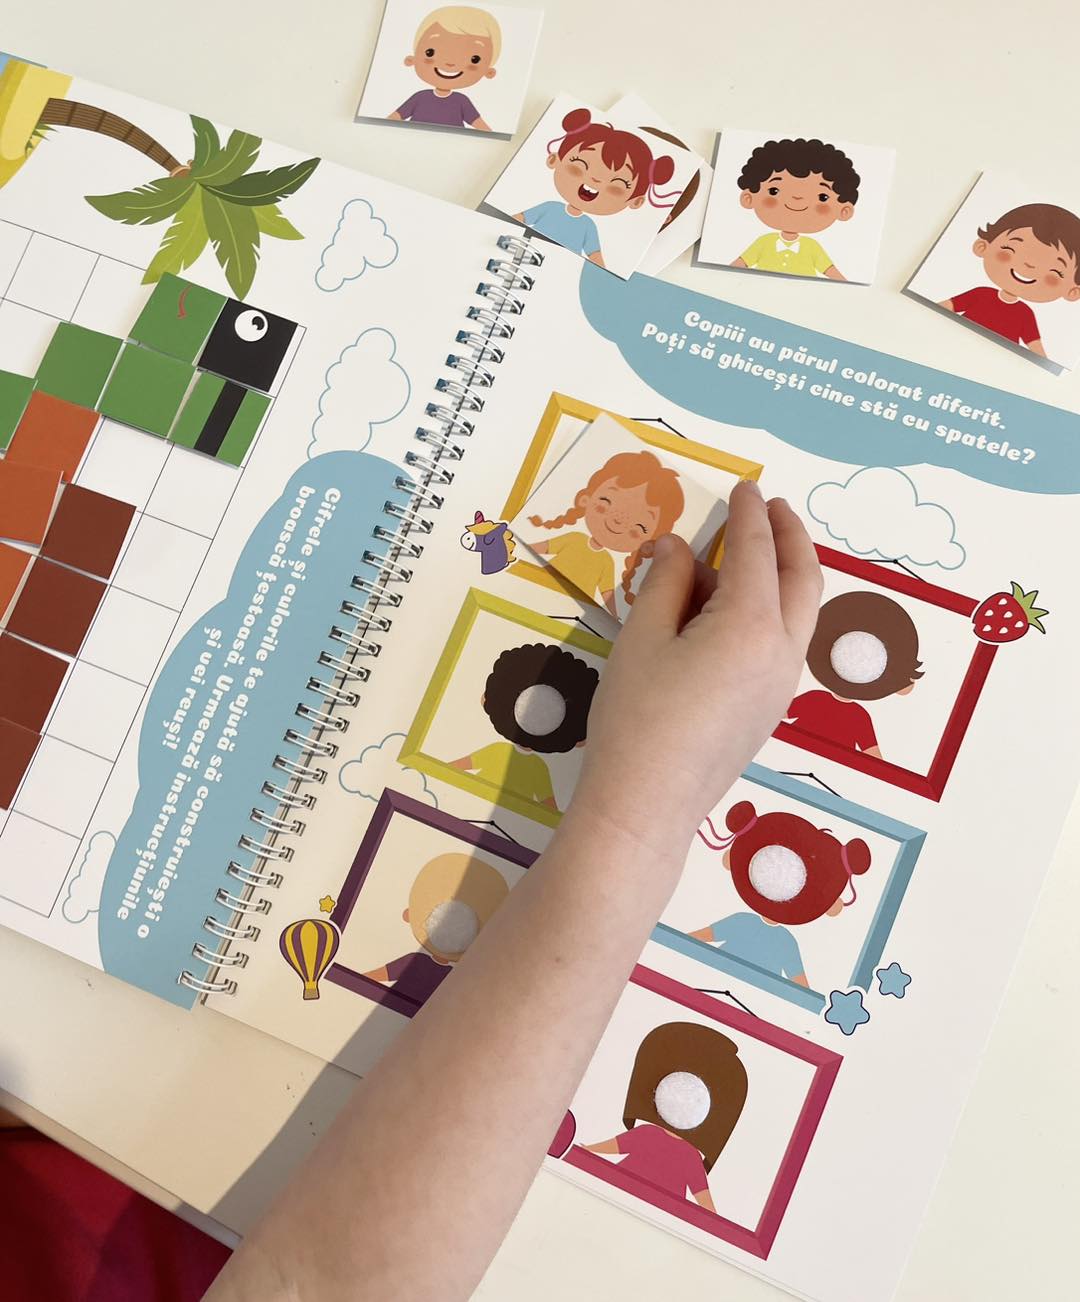 Cifrele și culorile te ajută să construiești o
broască țestoasă. Urmează instrucțiunile
și vei reuși!
Copiii au părul colorat diferit.
Poți să ghicești cine stă cu spatele?